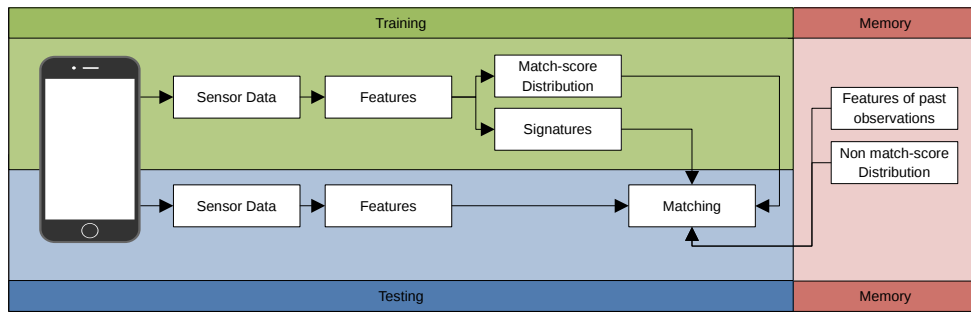 Training
Memory
Match-score
Distribution
Sensor Data
Features
Signatures
Features of past
observations
Non match-score
Distribution
Sensor Data
Features
Matching
Testing
Memory